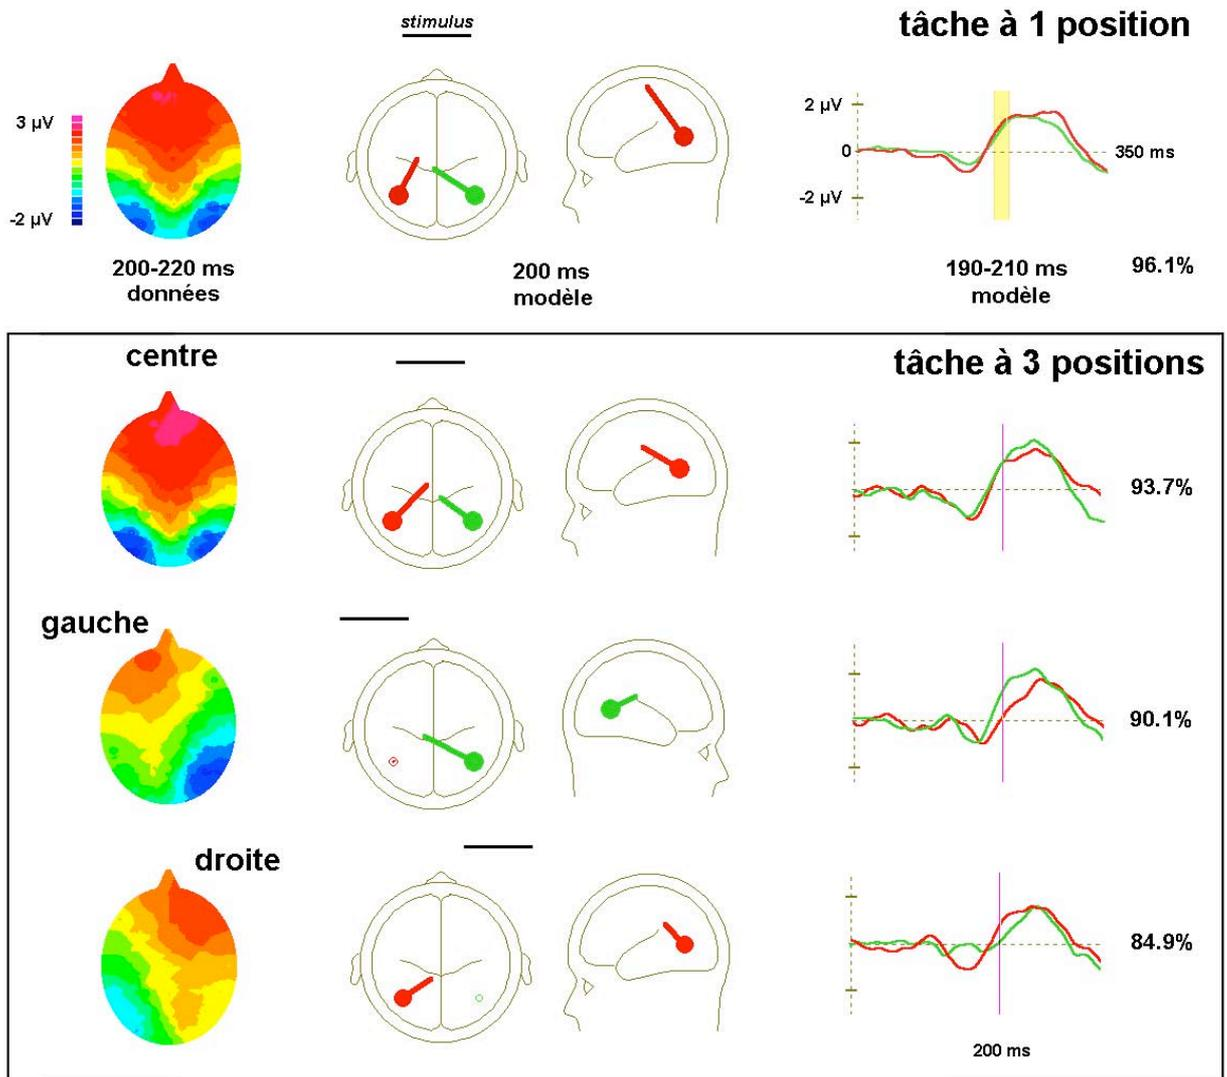 stimulus
tâche à 1 position
3 µV
-2 µV
2 µV
0
-2 µV
350 ms
200-220 ms
données
200 ms
modèle
190-210 ms
modèle
96.1%
centre
tâche à 3 positions
93.7%
gauche
90.1%
droite
84.9%
200 ms